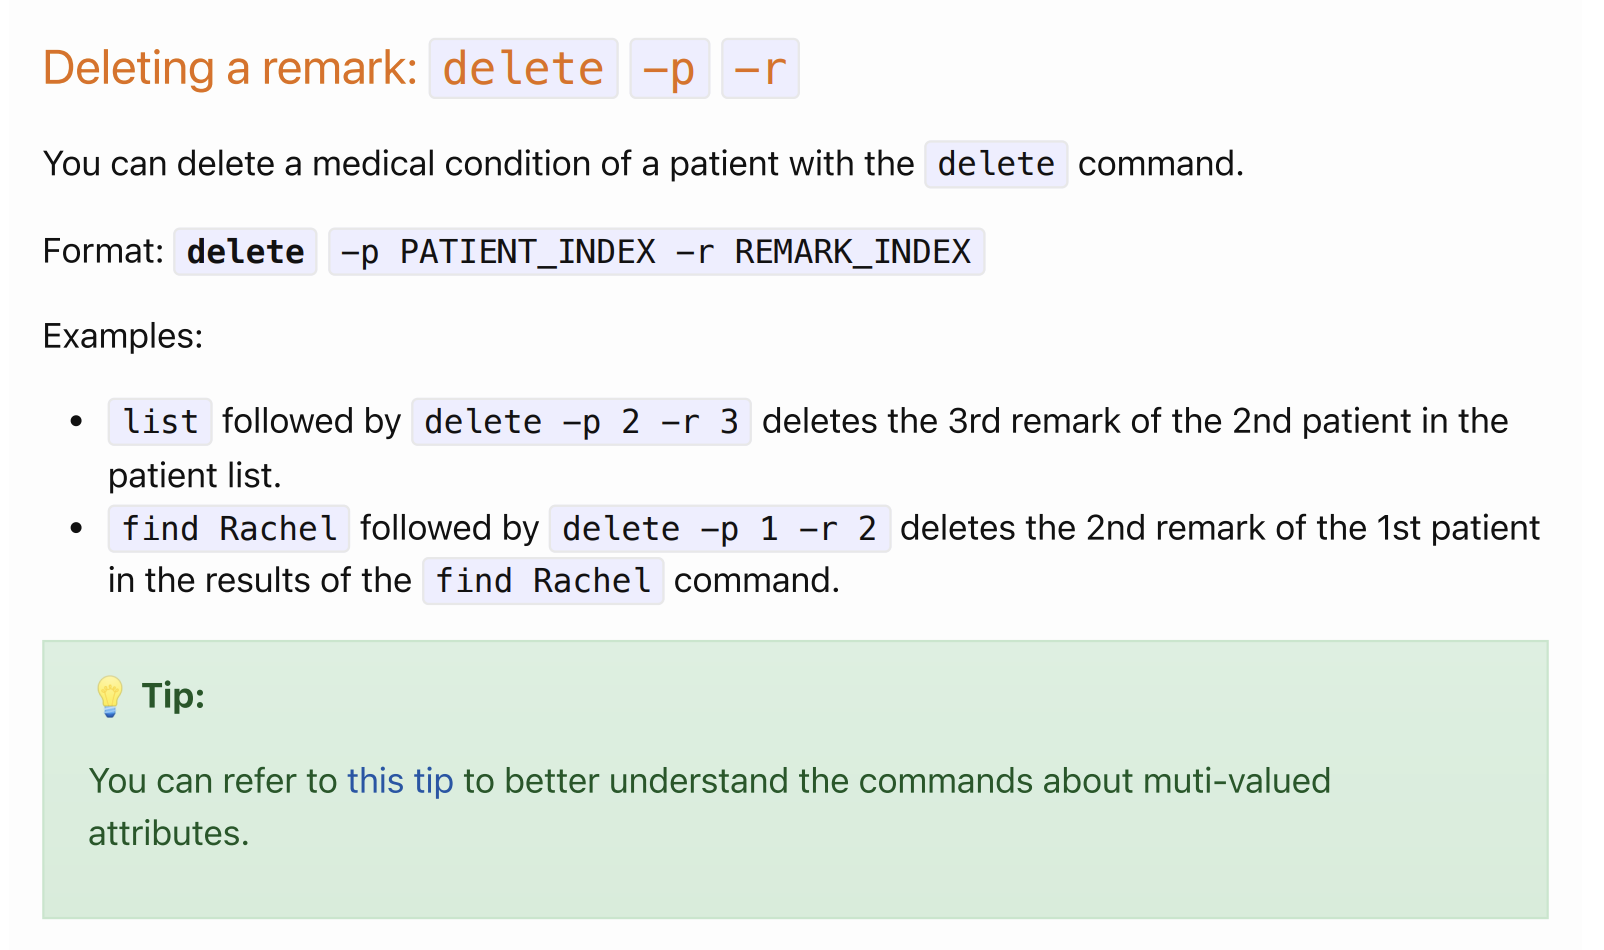 Deleting a remark: delete -p -r
You can delete a medical condition of a patient with the delete command.
Format: delete -p PATIENT_INDEX -r REMARK_INDEX
Examples:
• list followed by delete -p 2 -r 3 deletes the 3rd remark of the 2nd patient in the
patient list.
• find Rachel followed by delete -p 1 -r 2 deletes the 2nd remark of the 1st patient
in the results of the find Rachel command.
💡 Tip:
You can refer to this tip to better understand the commands about muti-valued
attributes.